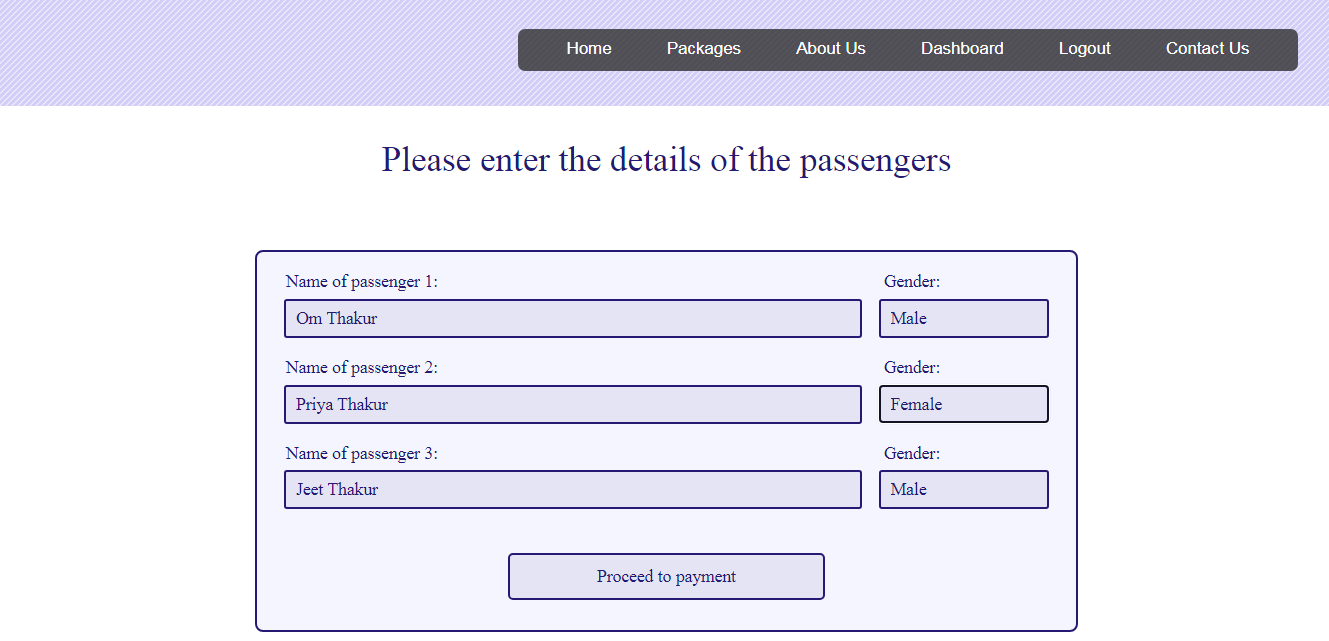 Home Packages About Us Dashboard Logout Contact Us
Please enter the details of the passengers
Name of passenger 1: Gender:
Om Thakur Male
Name of passenger 2: Gender:
Priya Thakur Female
Name of passenger 3: Gender:
Jeet Thakur Male
Proceed to payment